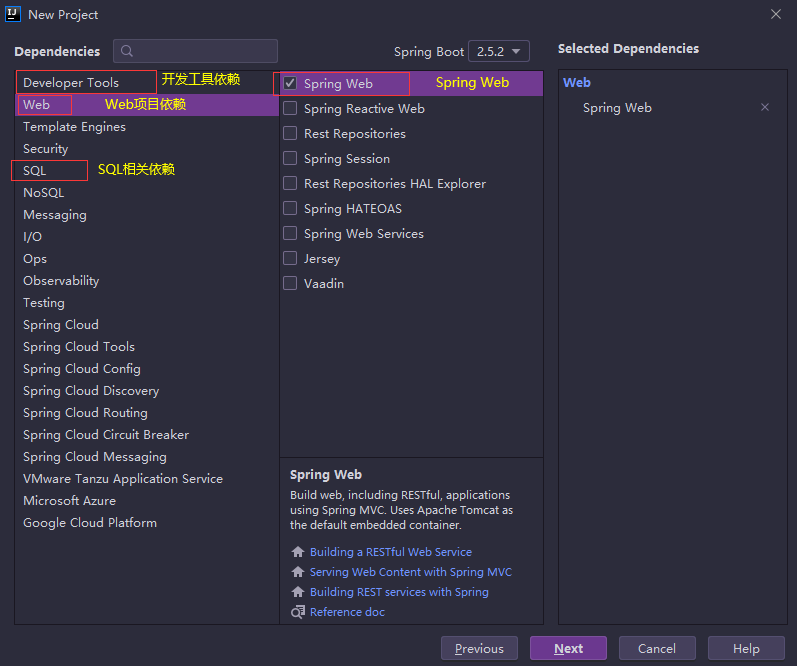 New Project
Dependencies
Spring Boot 2.5.2
Selected Dependencies
Developer Tools 开发工具依赖
Web Web项目依赖
Template Engines
Security
SQL SQL相关依赖
NoSQL
Messaging
I/O
Ops
Observability
Testing
Spring Cloud
Spring Cloud Tools
Spring Cloud Config
Spring Cloud Discovery
Spring Cloud Routing
Spring Cloud Circuit Breaker
Spring Cloud Messaging
VMware Tanzu Application Service
Microsoft Azure
Google Cloud Platform
Spring Web Spring Web
Spring Reactive Web
Rest Repositories
Spring Session
Rest Repositories HAL Explorer
Spring HATEOAS
Spring Web Services
Jersey
Vaadin
Spring Web
Build web, including RESTful, applications
using Spring MVC. Uses Apache Tomcat as
the default embedded container.
Building a RESTful Web Service
Serving Web Content with Spring MVC
Building REST services with Spring
Reference doc
Web
Spring Web
Previous
Next
Cancel
Help